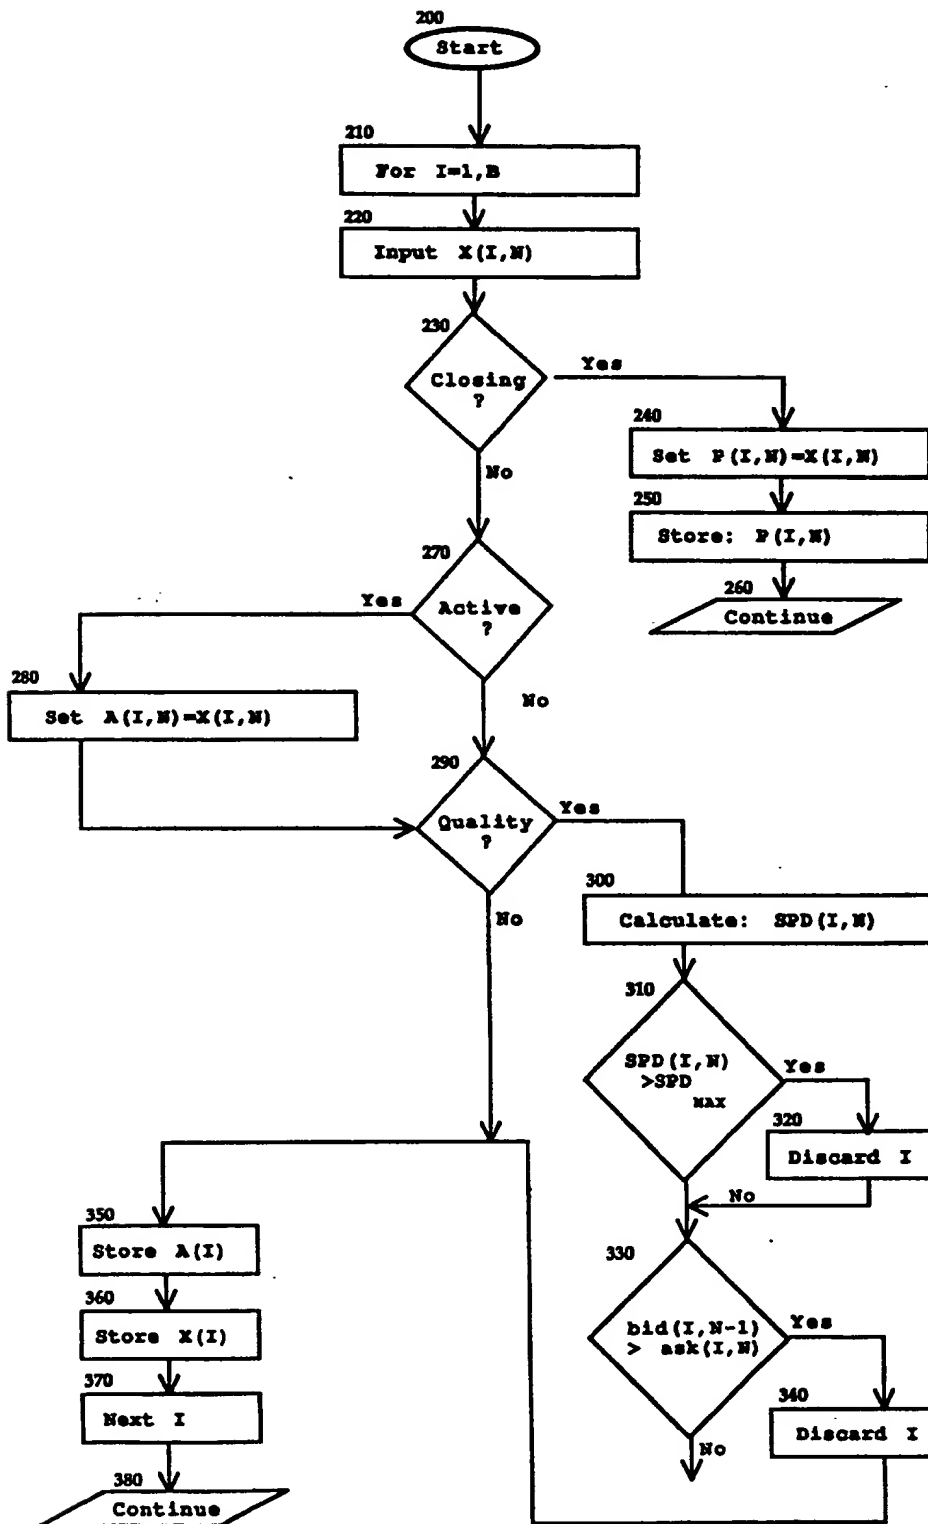 200
Start
210
For I=1,B
220
Input X(I,N)
230
Closing
?
Yes
No
240
Set P(I,N)=X(I,N)
250
Store: P(I,N)
260
Continue
270
Active
?
Yes
No
280
Set A(I,N)=X(I,N)
290
Quality
?
Yes
No
300
Calculate: SPD(I,N)
310
SPD(I,N)
>SPD
MAX
Yes
320
Discard I
No
330
bid(I,N-1)
> ask(I,N)
Yes
340
Discard I
No
350
Store A(I)
360
Store X(I)
370
Next I
380
Continue